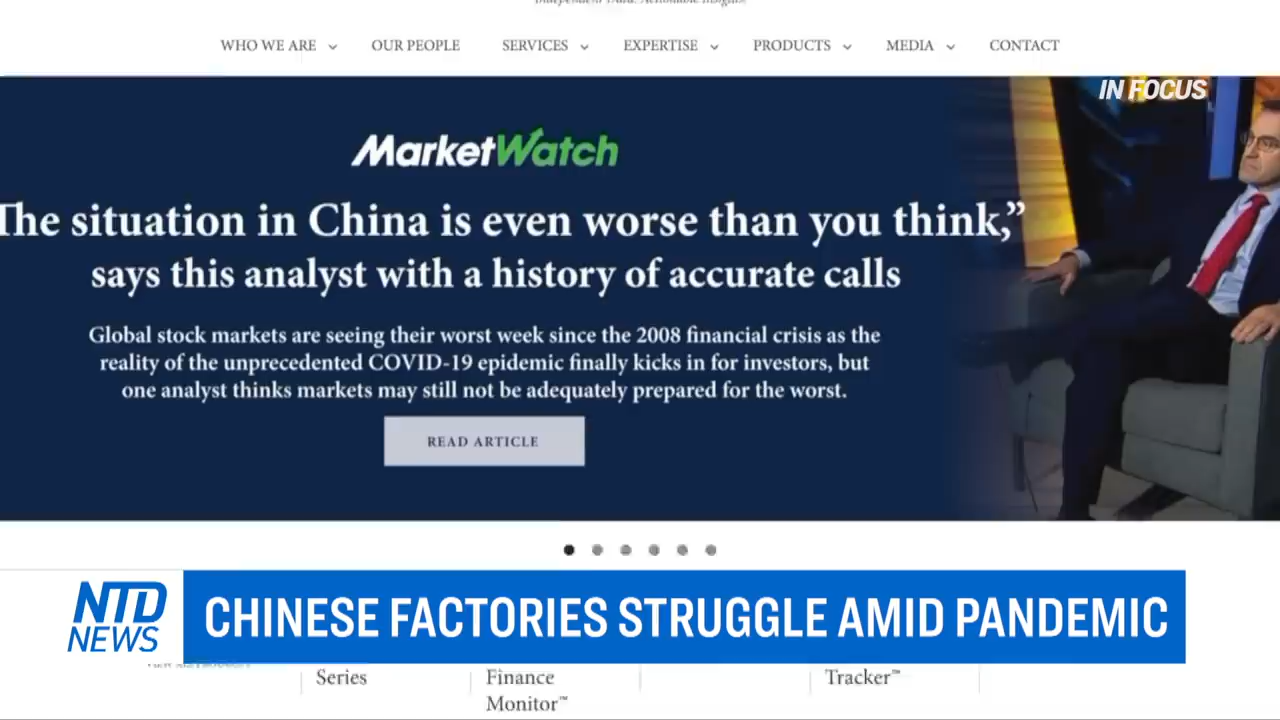 Independent Data. Actionable Insights.
WHO WE ARE OUR PEOPLE SERVICES EXPERTISE PRODUCTS MEDIA CONTACT
IN FOCUS
MarketWatch
The situation in China is even worse than you think,”
says this analyst with a history of accurate calls
Global stock markets are seeing their worst week since the 2008 financial crisis as the
reality of the unprecedented COVID-19 epidemic finally kicks in for investors, but
one analyst thinks markets may still not be adequately prepared for the worst.
READ ARTICLE
NTD
NEWS
CHINESE FACTORIES STRUGGLE AMID PANDEMIC
Series
Finance
Monitor™
Tracker™